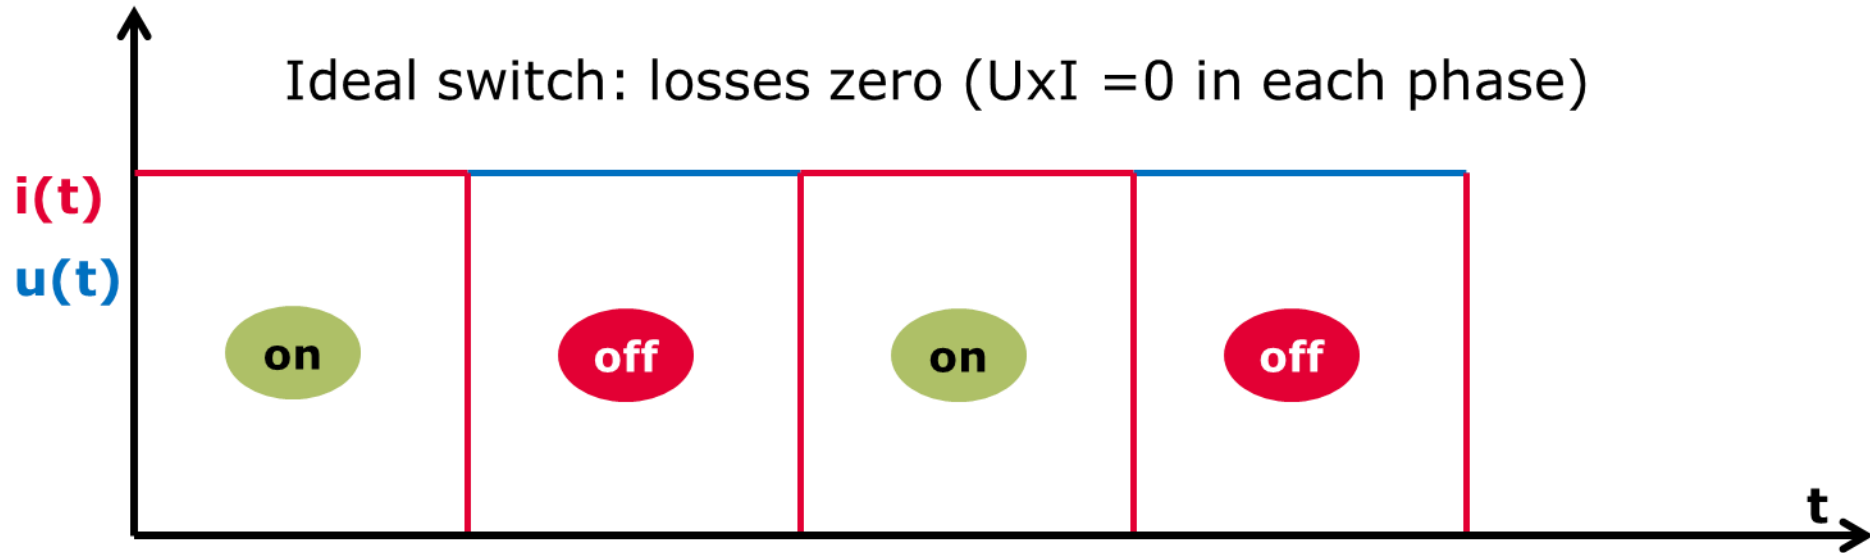 Ideal switch: losses zero (UxI =0 in each phase)
i(t)
u(t)
on
off
on
off
t